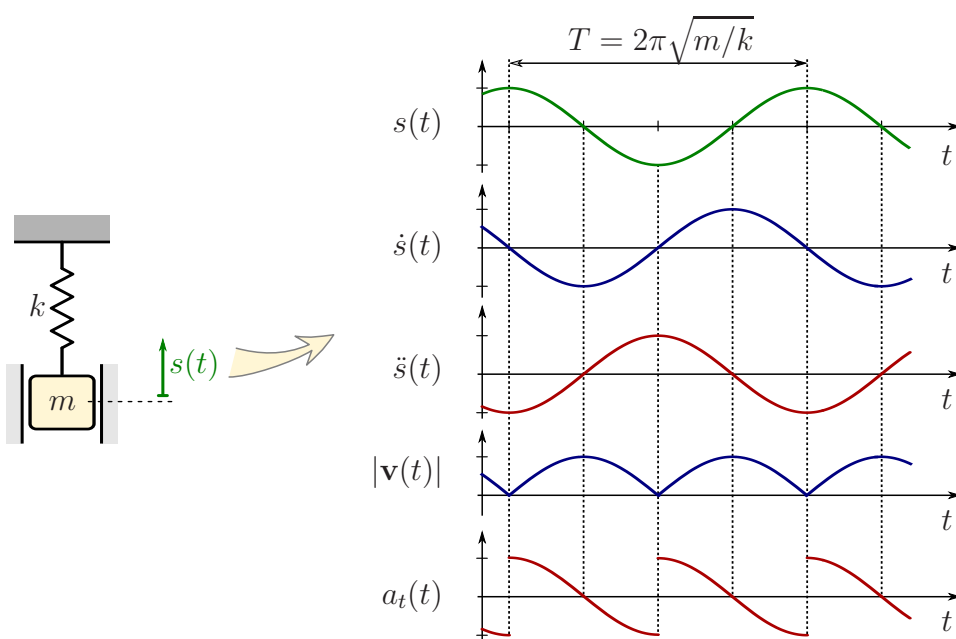 T = 2π√m/k
s(t)
t
ṡ(t)
t
k
s̈(t)
t
s(t)
m
|v(t)|
t
a_t(t)
t